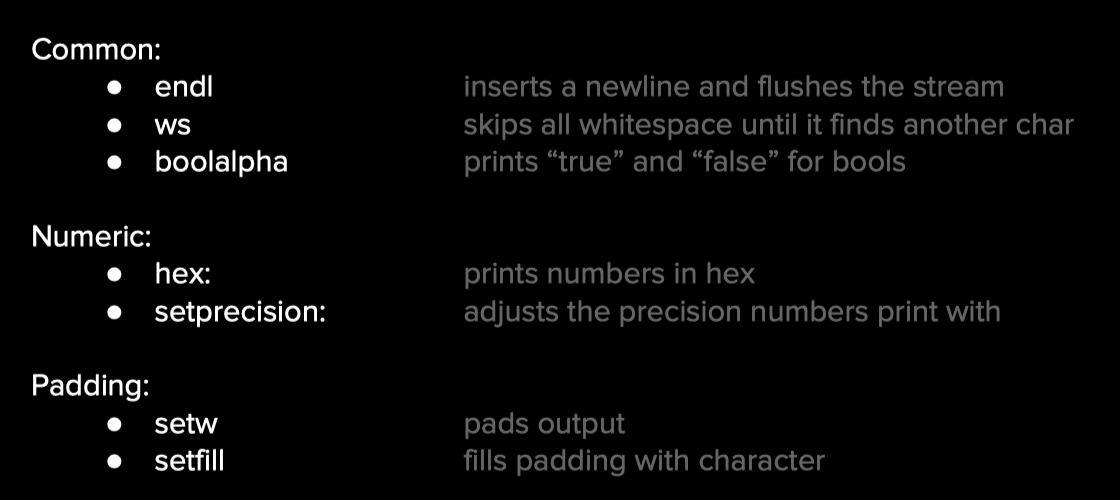 Common:
● endl inserts a newline and flushes the stream
● ws skips all whitespace until it finds another char
● boolalpha prints “true” and “false” for bools
Numeric:
● hex: prints numbers in hex
● setprecision: adjusts the precision numbers print with
Padding:
● setw pads output
● setfill fills padding with character